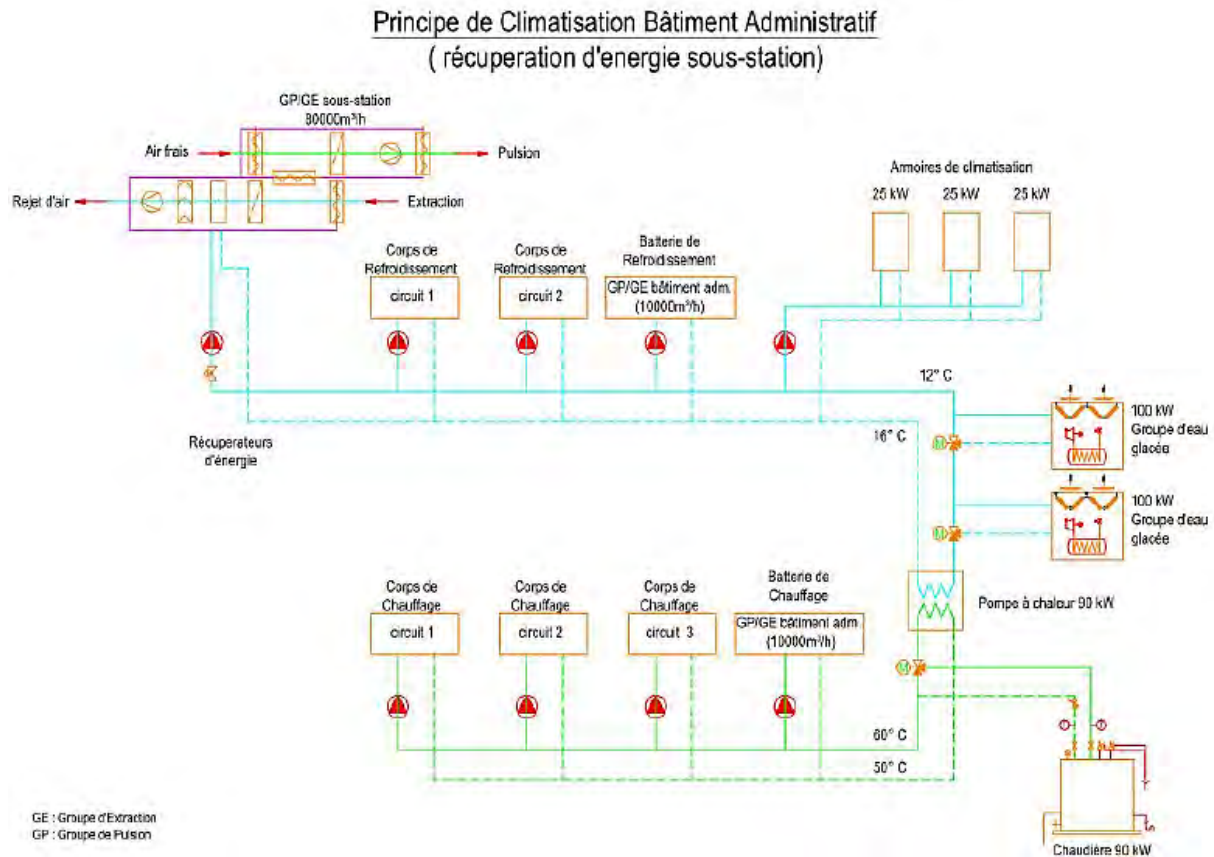 Principe de Climatisation Bâtiment Administratif
( récuperation d'energie sous-station)
GP/GE sous-station
80000m³/h
Air frais
Pulsion
Rejet d'air
Extraction
Armoires de climatisation
25 kW
25 kW
25 kW
Corps de
Refroidissement
circuit 1
Corps de
Refroidissement
circuit 2
Batterie de
Refroidissement
GP/GE bâtiment adm.
(10000m³/h)
12° C
16° C
Récuperateurs
d'énergie
M
100 kW
Groupe d'eau
glacée
M
100 kW
Groupe d'eau
glacée
Pompe à chaleur 90 kW
Corps de
Chauffage
circuit 1
Corps de
Chauffage
circuit 2
Corps de
Chauffage
circuit 3
Batterie de
Chauffage
GP/GE bâtiment adm
(10000m³/h)
M
60° C
50° C
Chaudière 90 kW
GE : Groupe d'Extraction
GP : Groupe de Pulsion